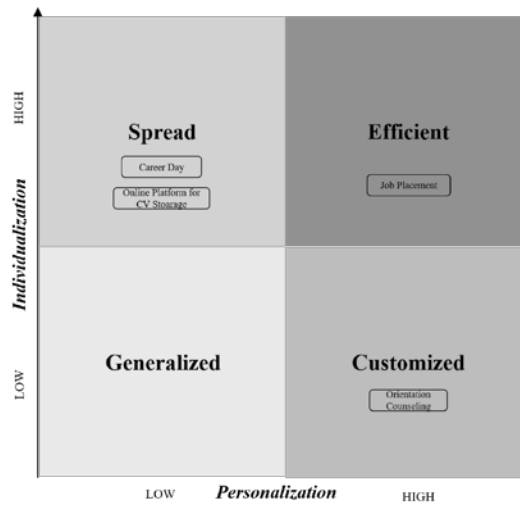 HIGH
Individualization
LOW
Spread
Career Day
Online Platform for
CV Stoarage
Efficient
Job Placement
Generalized
Customized
Orientation
Counseling
LOW
Personalization
HIGH